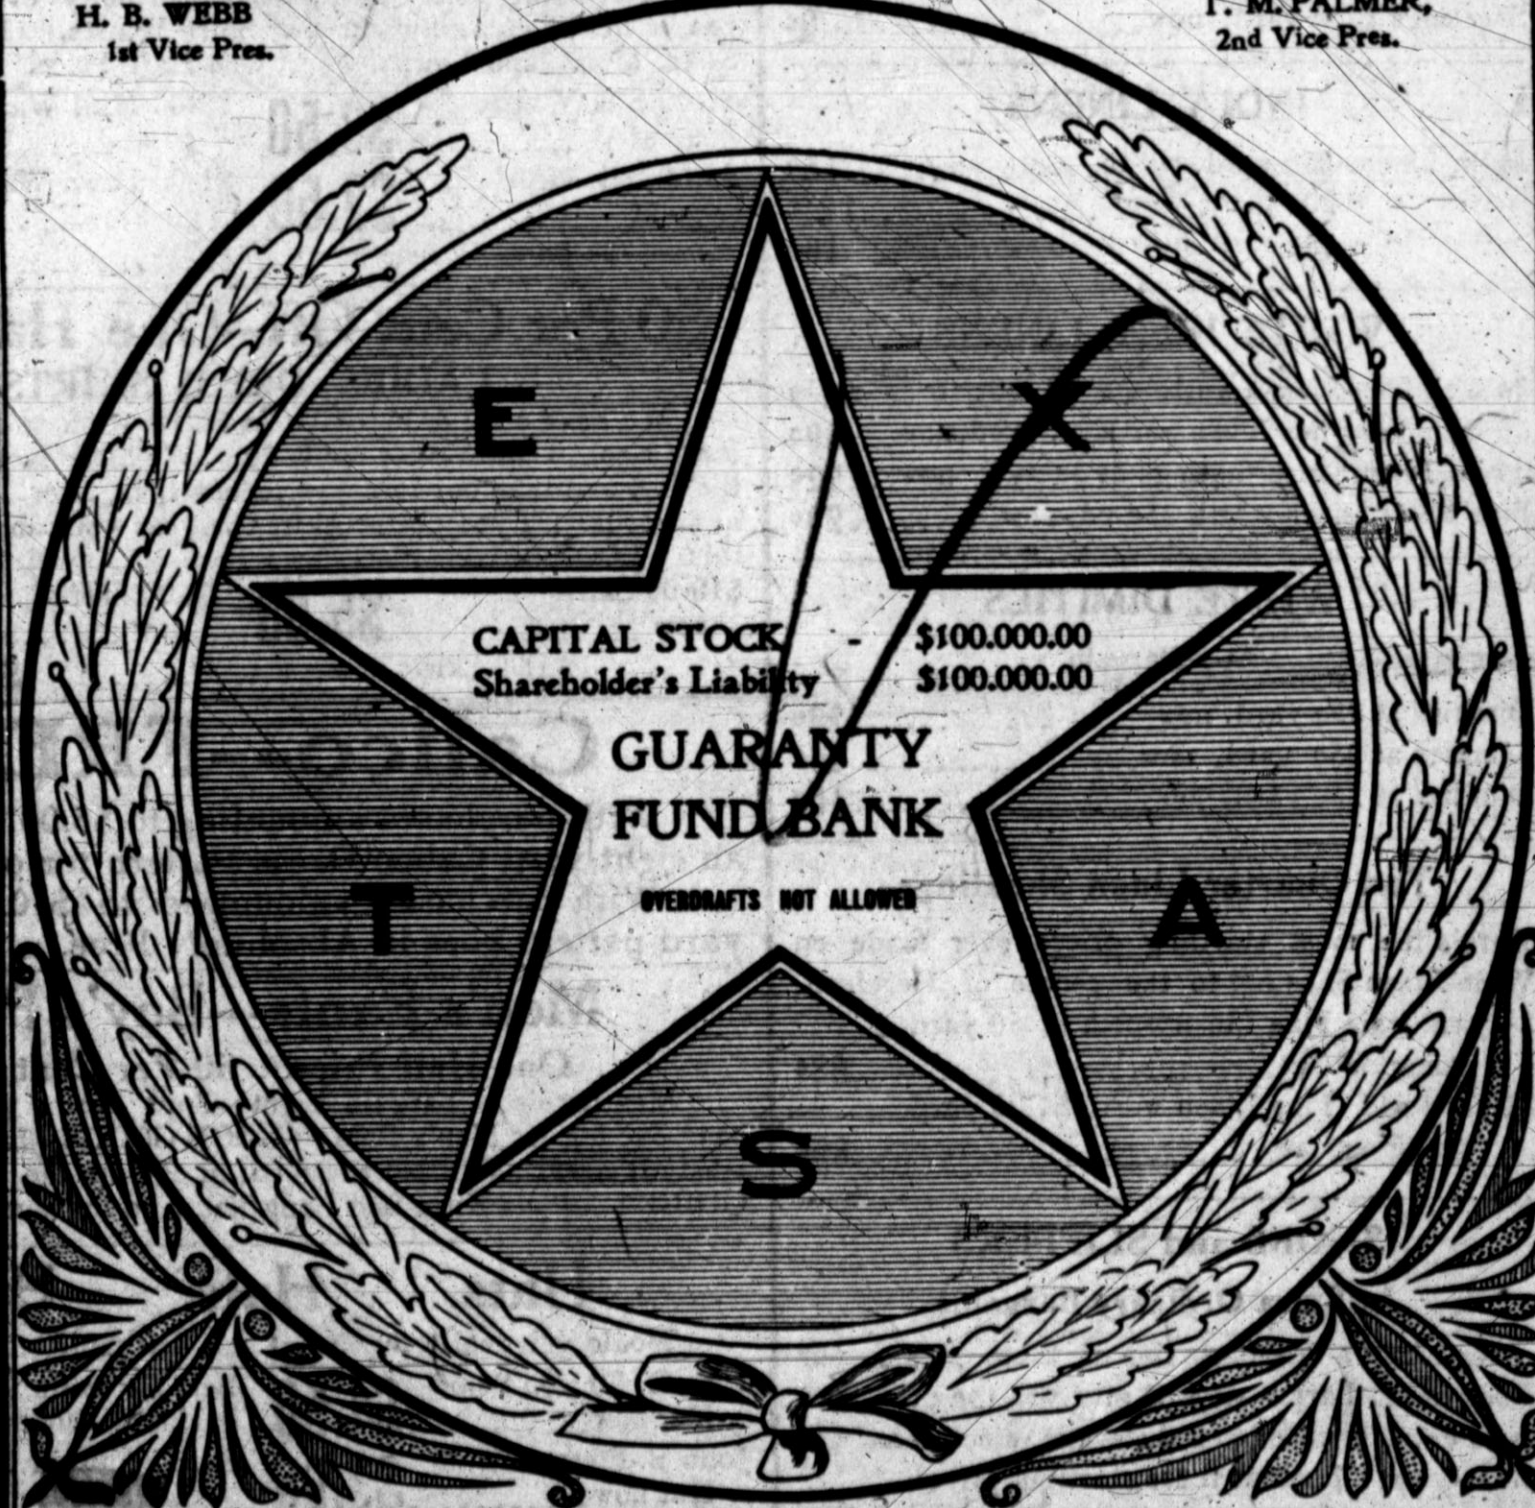 H. B. WEBB
1st Vice Pres.
M. PALMER,
2nd Vice Pres.
E X
CAPITAL STOCK - $100.000.00
Shareholder's Liability $100.000.00
GUARANTY
FUND BANK
T A
OVERDRAFTS NOT ALLOWED
S